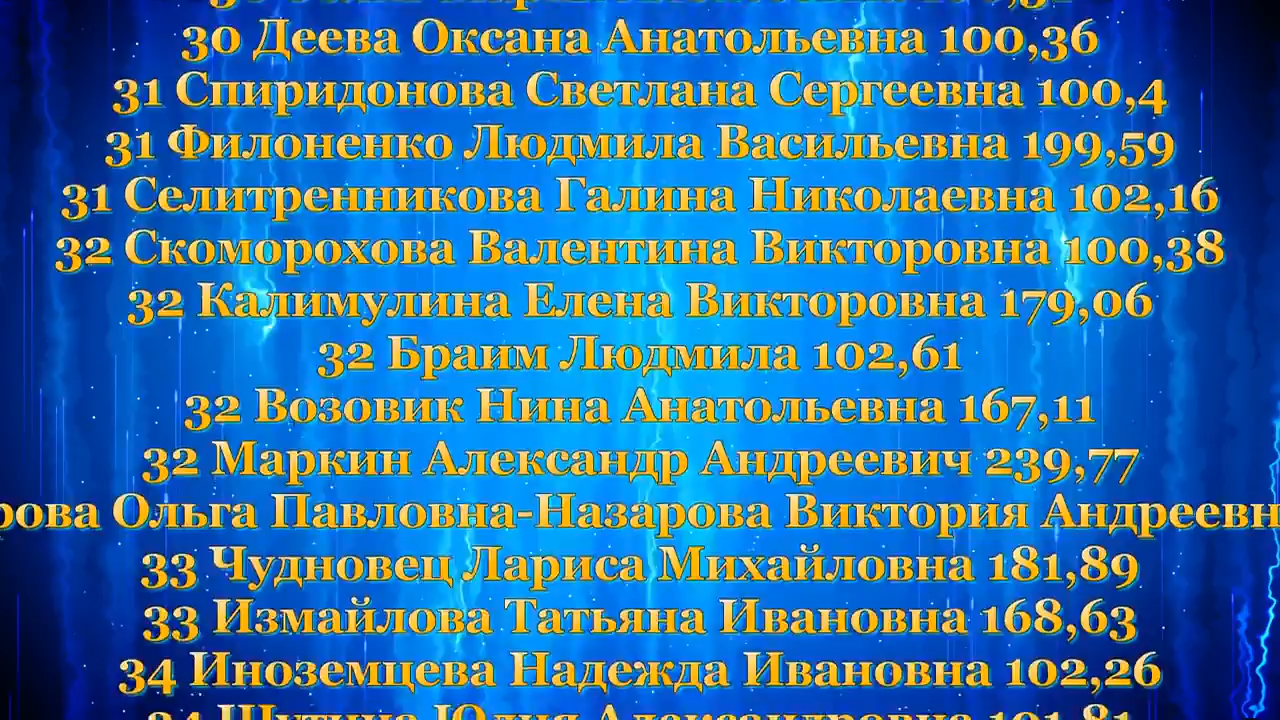 30 Деева Оксана Анатольевна 100,36
31 Спиридонова Светлана Сергеевна 100,4
31 Филоненко Людмила Васильевна 199,59
31 Селитренникова Галина Николаевна 102,16
32 Скоморохова Валентина Викторовна 100,38
32 Калимулина Елена Викторовна 179,06
32 Браим Людмила 102,61
32 Возовик Нина Анатольевна 167,11
32 Маркин Александр Андреевич 239,77
Ольга Павловна-Назарова Виктория
33 Чудновец Лариса Михайловна 181,89
33 Измайлова Татьяна Ивановна 168,63
34 Иноземцева Надежда Ивановна 102,26